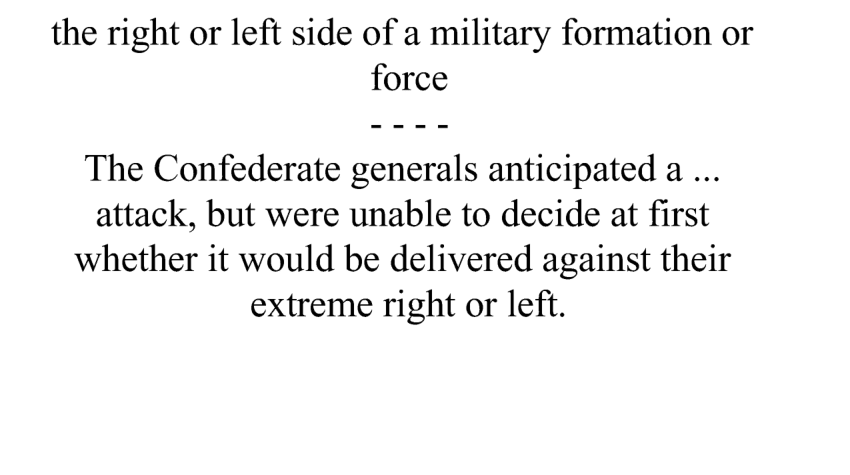 the right or left side of a military formation or
force
- - - -
The Confederate generals anticipated a ...
attack, but were unable to decide at first
whether it would be delivered against their
extreme right or left.